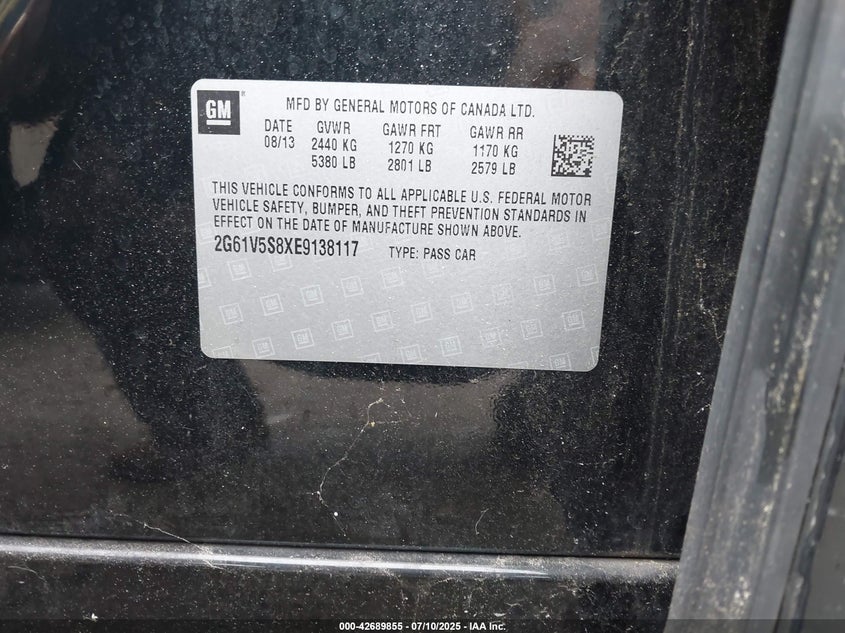 GM
MFD BY GENERAL MOTORS OF CANADA LTD.
DATE GVWR GAWR FRT GAWR RR
08/13 2440 KG 1270 KG 1170 KG
5380 LB 2801 LB 2579 LB
THIS VEHICLE CONFORMS TO ALL APPLICABLE U.S. FEDERAL MOTOR
VEHICLE SAFETY, BUMPER, AND THEFT PREVENTION STANDARDS IN
EFFECT ON THE DATE OF MANUFACTURE SHOWN ABOVE.
2G61V5S8XE9138117 TYPE: PASS CAR
000-42689855 / 07/10/2025 - IAA Inc.